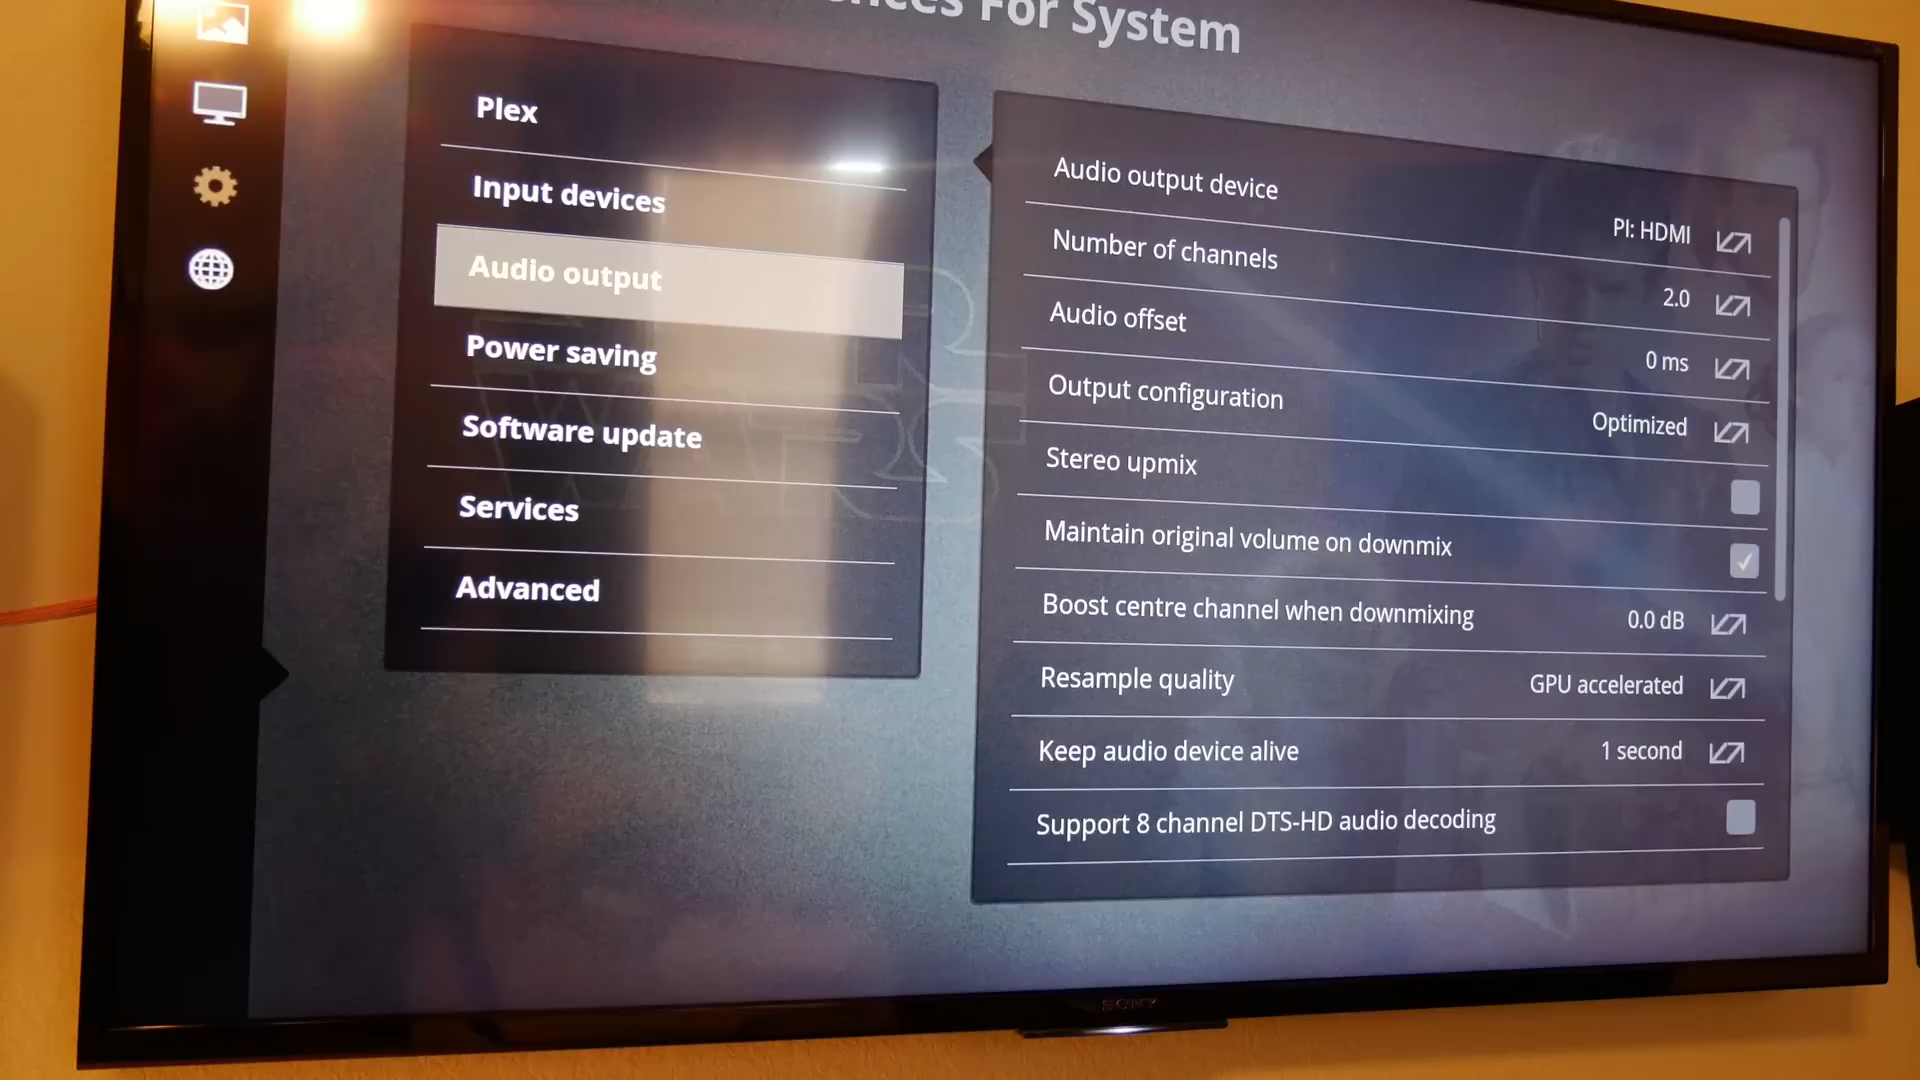 ences For System
Plex
Input devices
Audio output
Power saving
Software update
Services
Advanced
Audio output device PI: HDMI
Number of channels 2.0
Audio offset 0 ms
Output configuration Optimized
Stereo upmix
Maintain original volume on downmix
Boost centre channel when downmixing 0.0 dB
Resample quality GPU accelerated
Keep audio device alive 1 second
Support 8 channel DTS-HD audio decoding
SONY